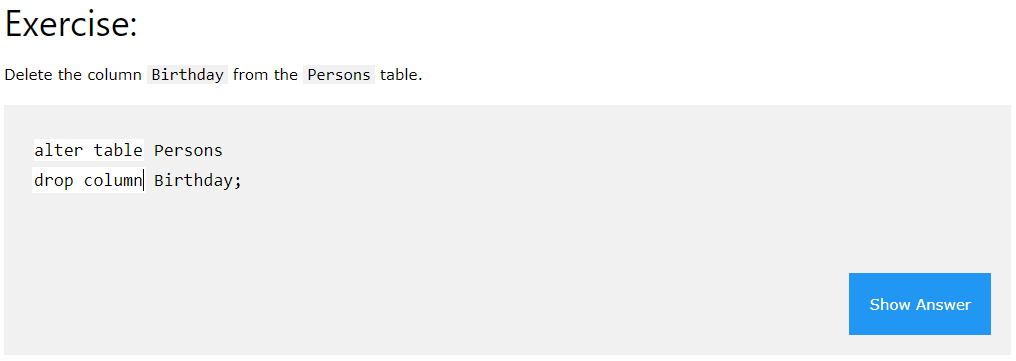 Exercise:
Delete the column Birthday from the Persons table.
alter table Persons
drop column Birthday;
Show Answer